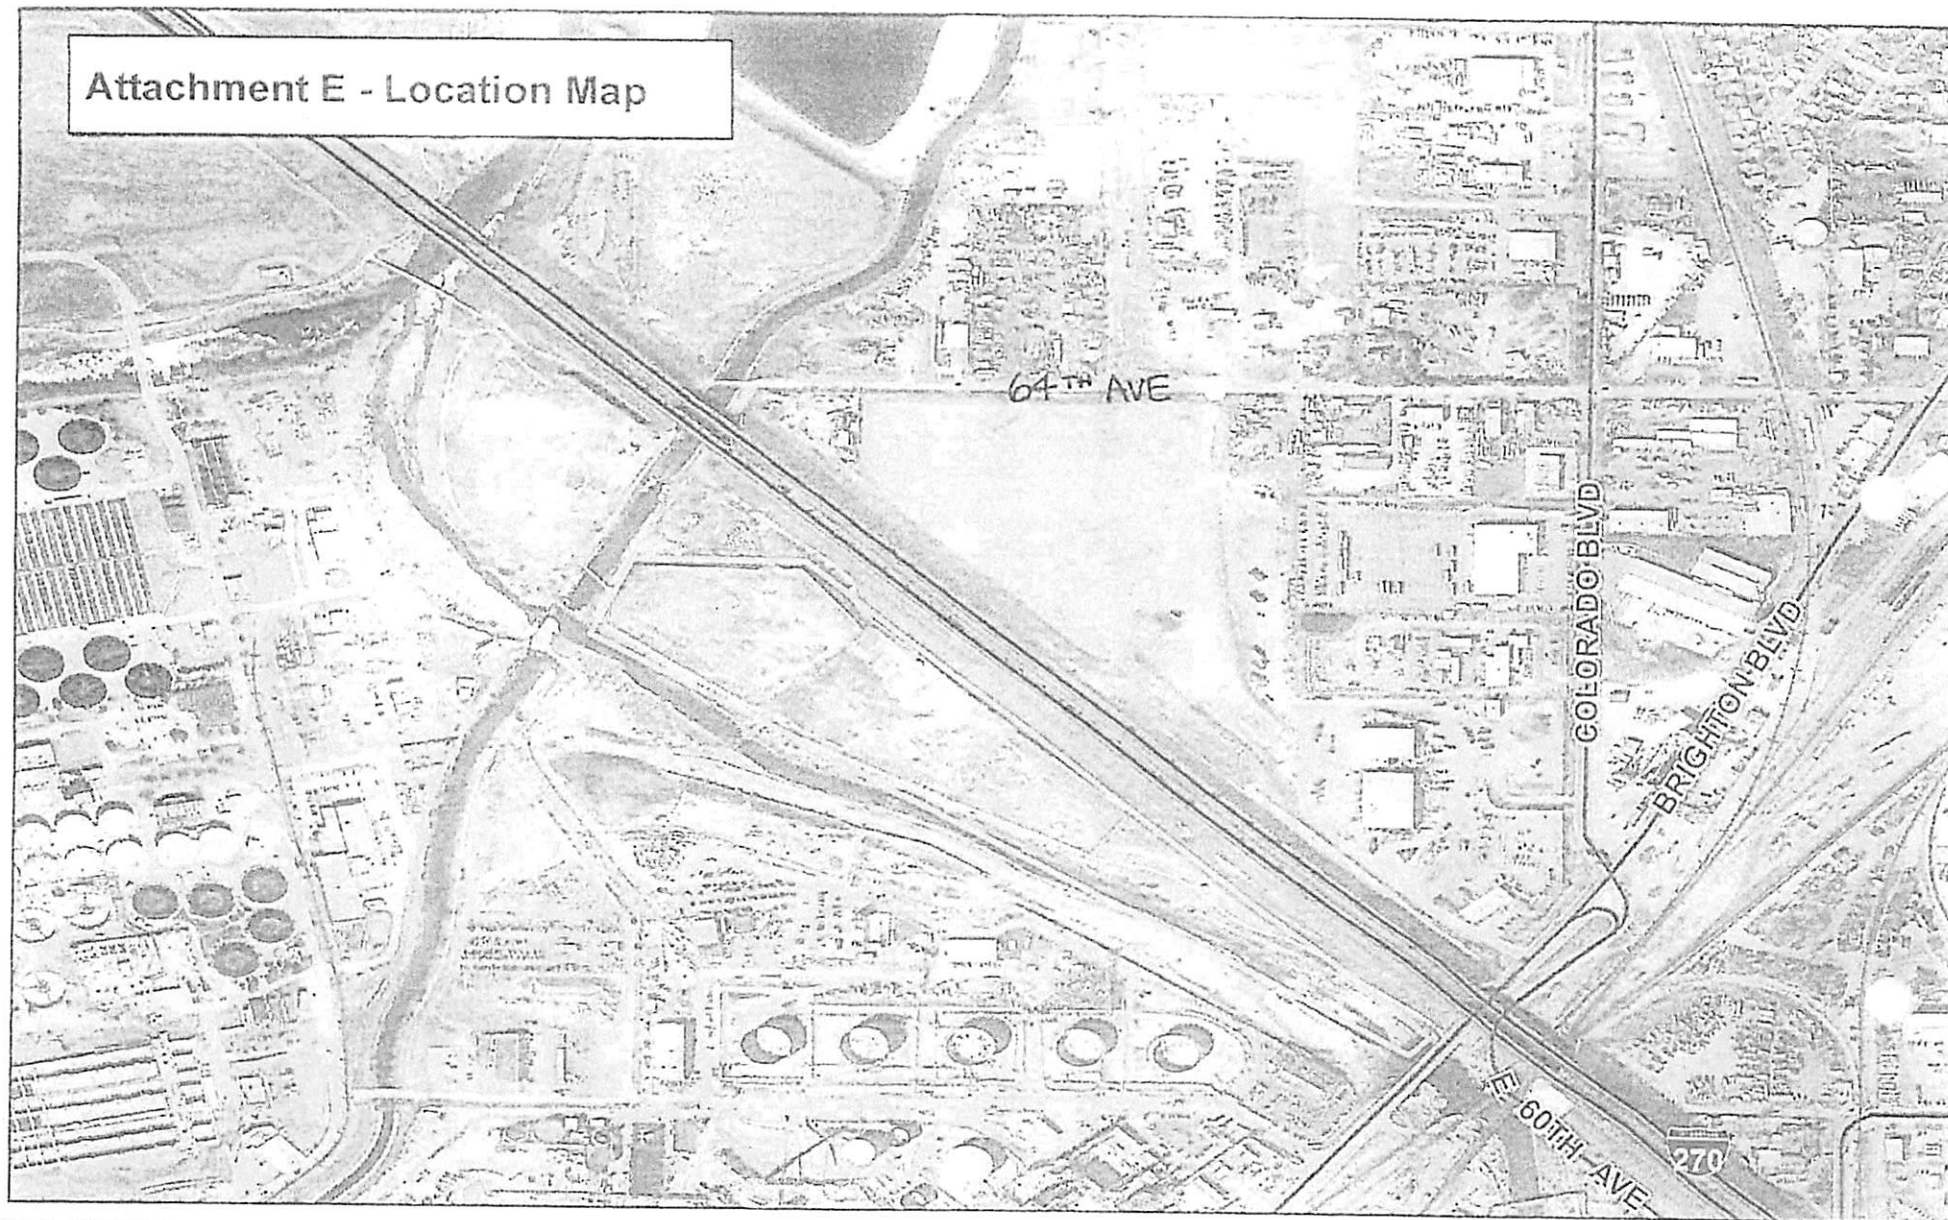 Attachment E - Location Map
64TH AVE
COLORADO BLVD
BRIGHTON BLVD
E 60TH AVE
270